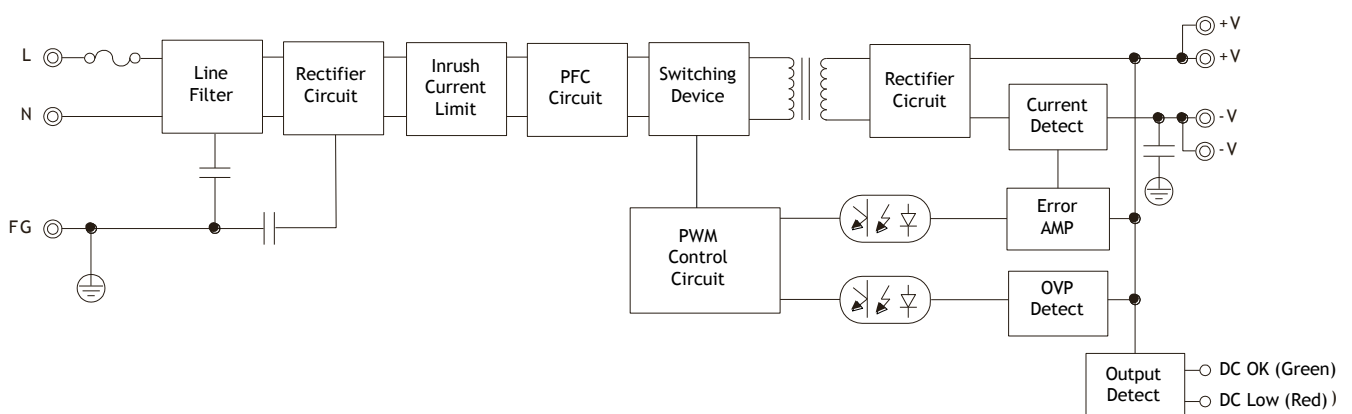 +V
L
+V
Line
Filter
Rectifier
Circuit
Inrush
Current
Limit
PFC
Circuit
Switching
Device
Rectifier
Cicruit
Current
Detect
N
-V
-V
FG
PWM
Control
Circuit
Error
AMP
OVP
Detect
Output
Detect
DC OK (Green)
DC Low (Red) )